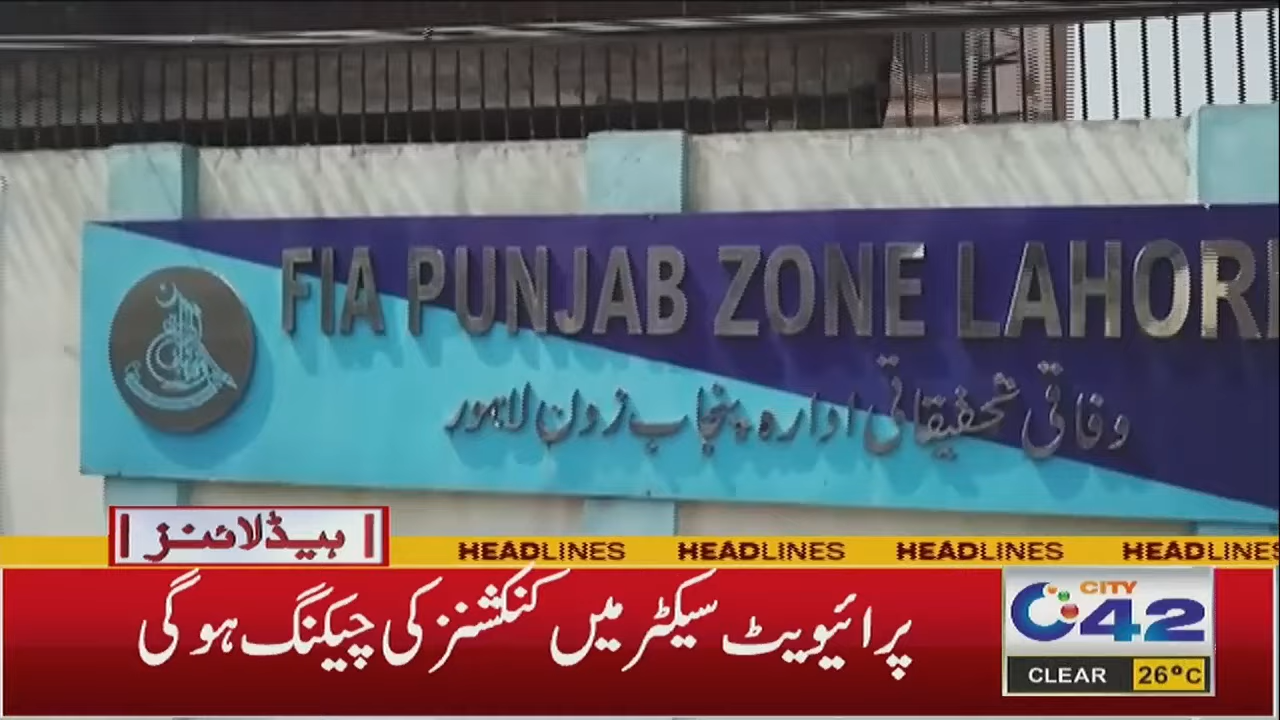 FIA PUNJAB ZONE LAHOR
وفاقی تحقیقاتی ادارہ پنجاب زون لاہور
ہیڈلائنز
HEADLINES HEADLINES HEADLINES HEADLINES
پرائیویٹ سیکٹر میں کنکشنز کی چیکنگ ہوگی
CITY
42
CLEAR 26°C